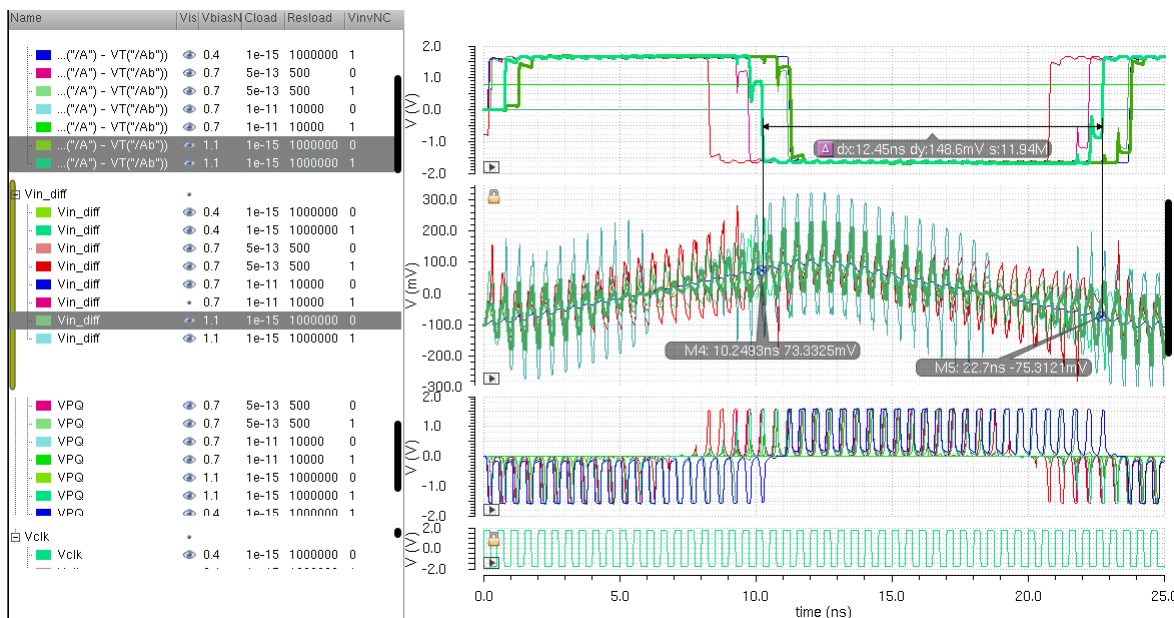 Name Vis VbiasN Cload Resload VinvNC
...("/A") - VT("/Ab")) 0.4 1e-15 1000000 1
...("/A") - VT("/Ab")) 0.7 5e-13 500 0
...("/A") - VT("/Ab")) 0.7 5e-13 500 1
...("/A") - VT("/Ab")) 0.7 1e-11 10000 0
...("/A") - VT("/Ab")) 0.7 1e-11 10000 1
...("/A") - VT("/Ab")) 1.1 1e-15 1000000 0
...("/A") - VT("/Ab")) 1.1 1e-15 1000000 1
Vin_diff
Vin_diff 0.4 1e-15 1000000 0
Vin_diff 0.4 1e-15 1000000 1
Vin_diff 0.7 5e-13 500 0
Vin_diff 0.7 5e-13 500 1
Vin_diff 0.7 1e-11 10000 0
Vin_diff 0.7 1e-11 10000 1
Vin_diff 1.1 1e-15 1000000 0
Vin_diff 1.1 1e-15 1000000 1
VPQ 0.7 5e-13 500 0
VPQ 0.7 5e-13 500 1
VPQ 0.7 1e-11 10000 0
VPQ 0.7 1e-11 10000 1
VPQ 1.1 1e-15 1000000 0
VPQ 1.1 1e-15 1000000 1
VPQ 0.4 1e-15 1000000 1
Vclk
Vclk 0.4 1e-15 1000000 0
V (V)
2.0
1.0
0.0
-1.0
-2.0
Δ dx:12.45ns dy:148.6mV s:11.94M
V (mV)
300.0
200.0
100.0
0.0
-100.0
-200.0
-300.0
M4: 10.2493ns 73.3325mV
M5: 22.7ns -75.3121mV
V (V)
2.0
1.0
0.0
-1.0
-2.0
V (V)
2.0
0.0
-2.0
0.0 5.0 10.0 15.0 20.0 25.0
time (ns)